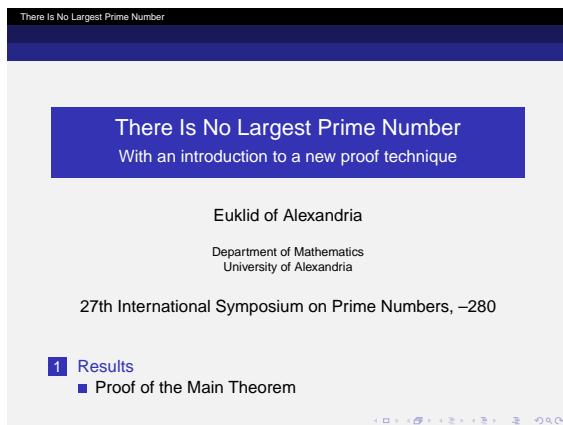 There Is No Largest Prime Number
There Is No Largest Prime Number
With an introduction to a new proof technique
Euklid of Alexandria
Department of Mathematics
University of Alexandria
27th International Symposium on Prime Numbers, –280
1 Results
Proof of the Main Theorem